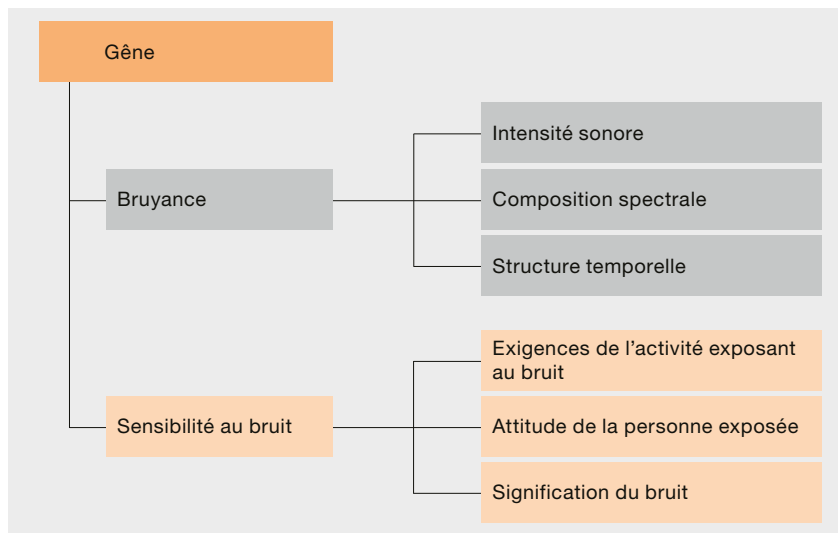 Gêne
Bruyance
Intensité sonore
Composition spectrale
Structure temporelle
Sensibilité au bruit
Exigences de l’activité exposant
au bruit
Attitude de la personne exposée
Signification du bruit